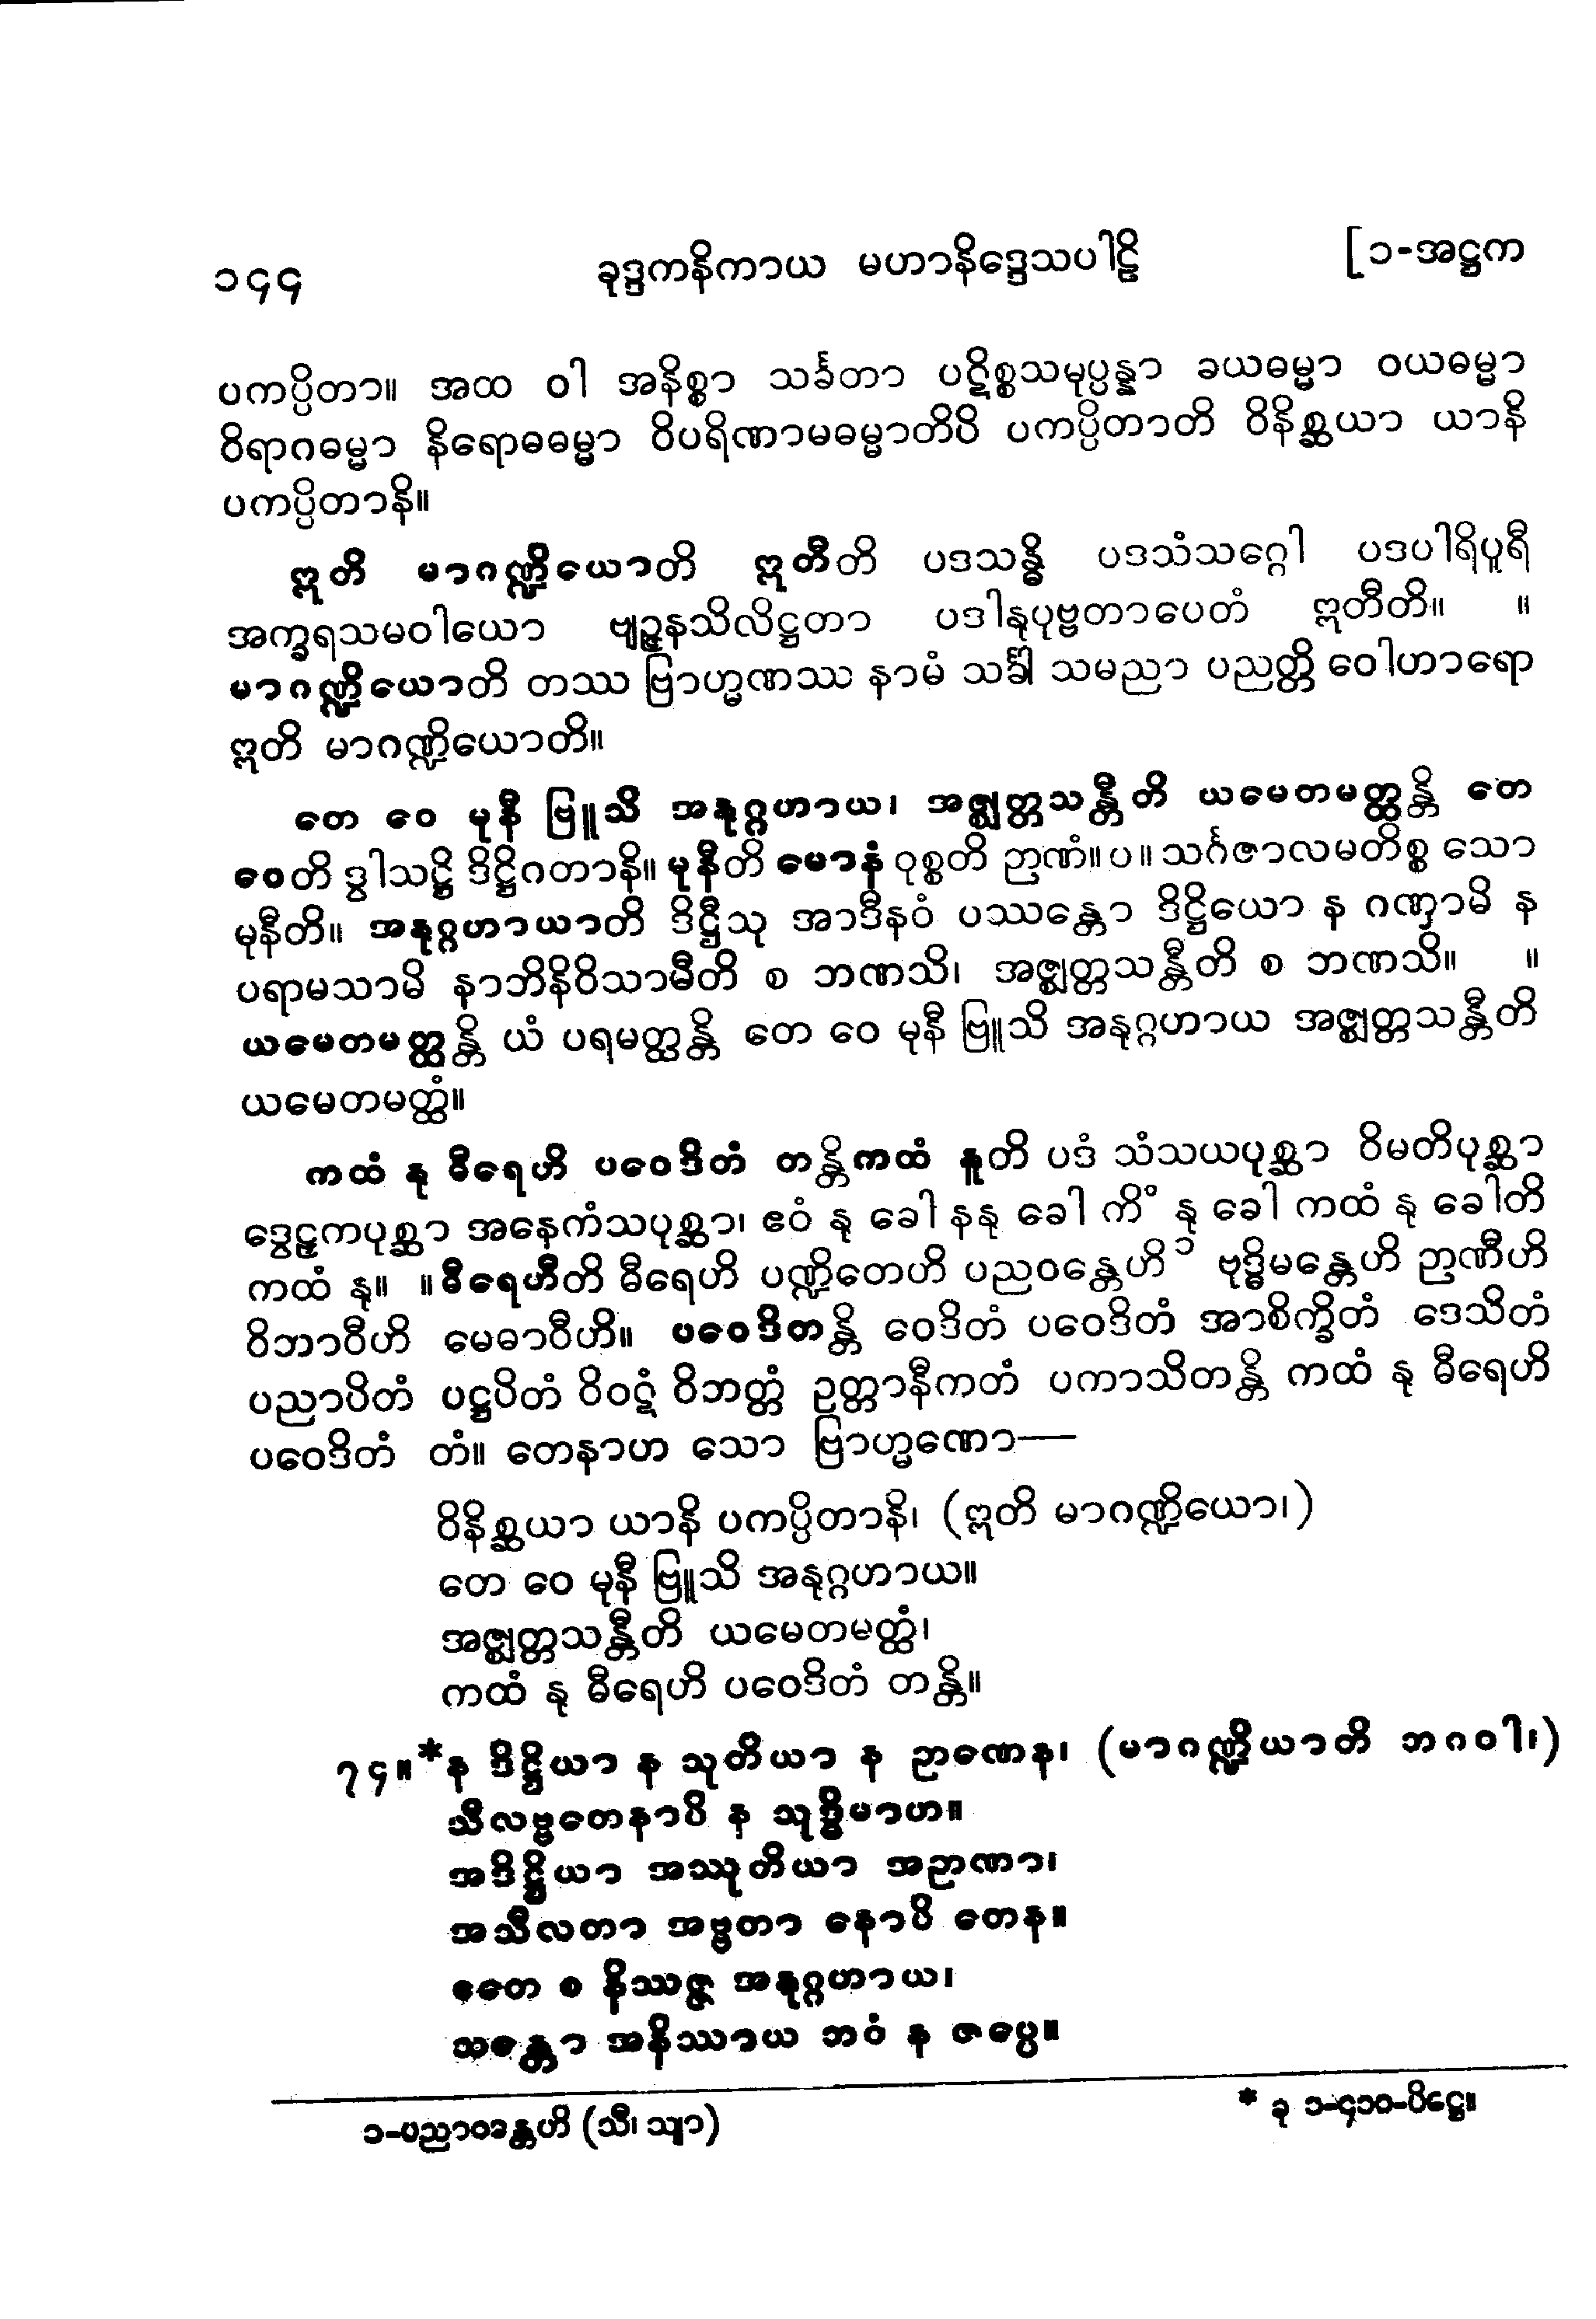 ၁၄၄ ခုဒ္ဒကနိကာယ မဟာနိဒ္ဒေသပါဠိ [၁-အဋ္ဌက
ပကပ္ပိတာ။ အထ ဝါ အနိစ္စာ သင်္ခတာ ပဋိစ္စသမုပ္ပန္နာ ခယဓမ္မာ ဝယဓမ္မာ
ဝိရာဂဓမ္မာ နိရောဓဓမ္မာ ဝိပရိဏာမဓမ္မာတိပိ ပကပ္ပိတာတိ ဝိနိစ္ဆယာ ယာနိ
ပကပ္ပိတာနိ။
ဣတိ မာဂဏ္ဍိယောတိ ဣတီတိ ပဒသန္ဓိ ပဒသံသဂ္ဂေါ ပဒပါရိပူရီ
အက္ခရသမဝါယော ဗျဉ္ဇနသိလိဋ္ဌတာ ပဒါနုပုဗ္ဗတာပေတံ ဣတီတိ။ ။
မာဂဏ္ဍိယောတိ တဿ ဗြာဟ္မဏဿ နာမံ သင်္ခါ သမညာ ပညတ္တိ ဝေါဟာရော
ဣတိ မာဂဏ္ဍိယောတိ။
တေ ဝေ မုနီ ဗြူသိ အနုဂ္ဂဟာယ၊ အဇ္ဈတ္တသန္တီတိ ယမေတမတ္ထန္တိ တေ
ဝေတိ ဒွါသဋ္ဌိ ဒိဋ္ဌိဂတာနိ။ မုနီတိ မောနံ ဝုစ္စတိ ဉာဏံ။ပ။ သင်္ဂဇာလမတိစ္စ သော
မုနီတိ။ အနုဂ္ဂဟာယာတိ ဒိဋ္ဌီသု အာဒီနဝံ ပဿန္တော ဒိဋ္ဌိယော န ဂဏှာမိ န
ပရာမသာမိ နာဘိနိဝိသာမီတိ စ ဘဏသိ၊ အဇ္ဈတ္တသန္တီတိ စ ဘဏသိ။ ။
ယမေတမတ္ထန္တိ ယံ ပရမတ္ထန္တိ တေ ဝေ မုနီ ဗြူသိ အနုဂ္ဂဟာယ အဇ္ဈတ္တသန္တီတိ
ယမေတမတ္ထံ။
ကထံ နု ဓီရေဟိ ပဝေဒိတံ တန္တိကထံ နူတိ ပဒံ သံသယပုစ္ဆာ ဝိမတိပုစ္ဆာ
ဒွေဠှကပုစ္ဆာ အနေကံသပုစ္ဆာ၊ ဧဝံ နု ခေါ နနု ခေါ ကိံ နု ခေါ ကထံ နု ခေါတိ
ကထံ နု။ ။ဓီရေဟီတိ ဓီရေဟိ ပဏ္ဍိတေဟိ ပညဝန္တေဟိ ၁ ဗုဒ္ဓိမန္တေဟိ ဉာဏီဟိ
ဝိဘာဝီဟိ မေဓာဝီဟိ။ ပဝေဒိတန္တိ ဝေဒိတံ ပဝေဒိတံ အာစိက္ခိတံ ဒေသိတံ
ပညာပိတံ ပဋ္ဌပိတံ ဝိဝဋံ ဝိဘတ္တံ ဥတ္တာနီကတံ ပကာသိတန္တိ ကထံ နု ဓီရေဟိ
ပဝေဒိတံ တံ။ တေနာဟ သော ဗြာဟ္မဏော—
ဝိနိစ္ဆယာ ယာနိ ပကပ္ပိတာနိ၊ (ဣတိ မာဂဏ္ဍိယော၊)
တေ ဝေ မုနီ ဗြူသိ အနုဂ္ဂဟာယ။
အဇ္ဈတ္တသန္တီတိ ယမေတမတ္ထံ၊
ကထံ နု ဓီရေဟိ ပဝေဒိတံ တန္တိ။
၇၄။*န ဒိဋ္ဌိယာ န သုတိယာ န ဉာဏေန၊ (မာဂဏ္ဍိယာတိ ဘဂဝါ၊)
သီလဗ္ဗတေနာပိ န သုဒ္ဓိမာဟ။
အဒိဋ္ဌိယာ အဿုတိယာ အဉာဏာ၊
အသီလတာ အဗ္ဗတာ နောပိ တေန။
ဧတေ စ နိဿဇ္ဇ အနုဂ္ဂဟာယ၊
သန္တော အနိဿာယ ဘဝံ န ဇပ္ပေ။
၁-ပညာဝန္တေဟိ (သီ၊ သျာ)
* ခု ၁-၄၁၀-ပိဋ္ဌေ။